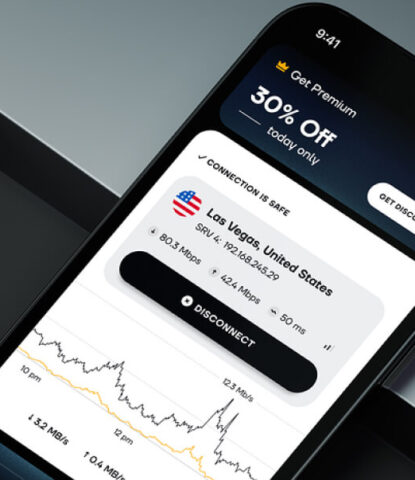 9:41
Get Premium
30% Off
today only
GET DISCO
CONNECTION IS SAFE
Las Vegas, United States
SRV 4: 192.168.245.29
80.3 Mbps
42.4 Mbps
50 ms
DISCONNECT
12.3 Mb/s
10 pm
12 pm
3.2 MB/s
0.4 MB/s